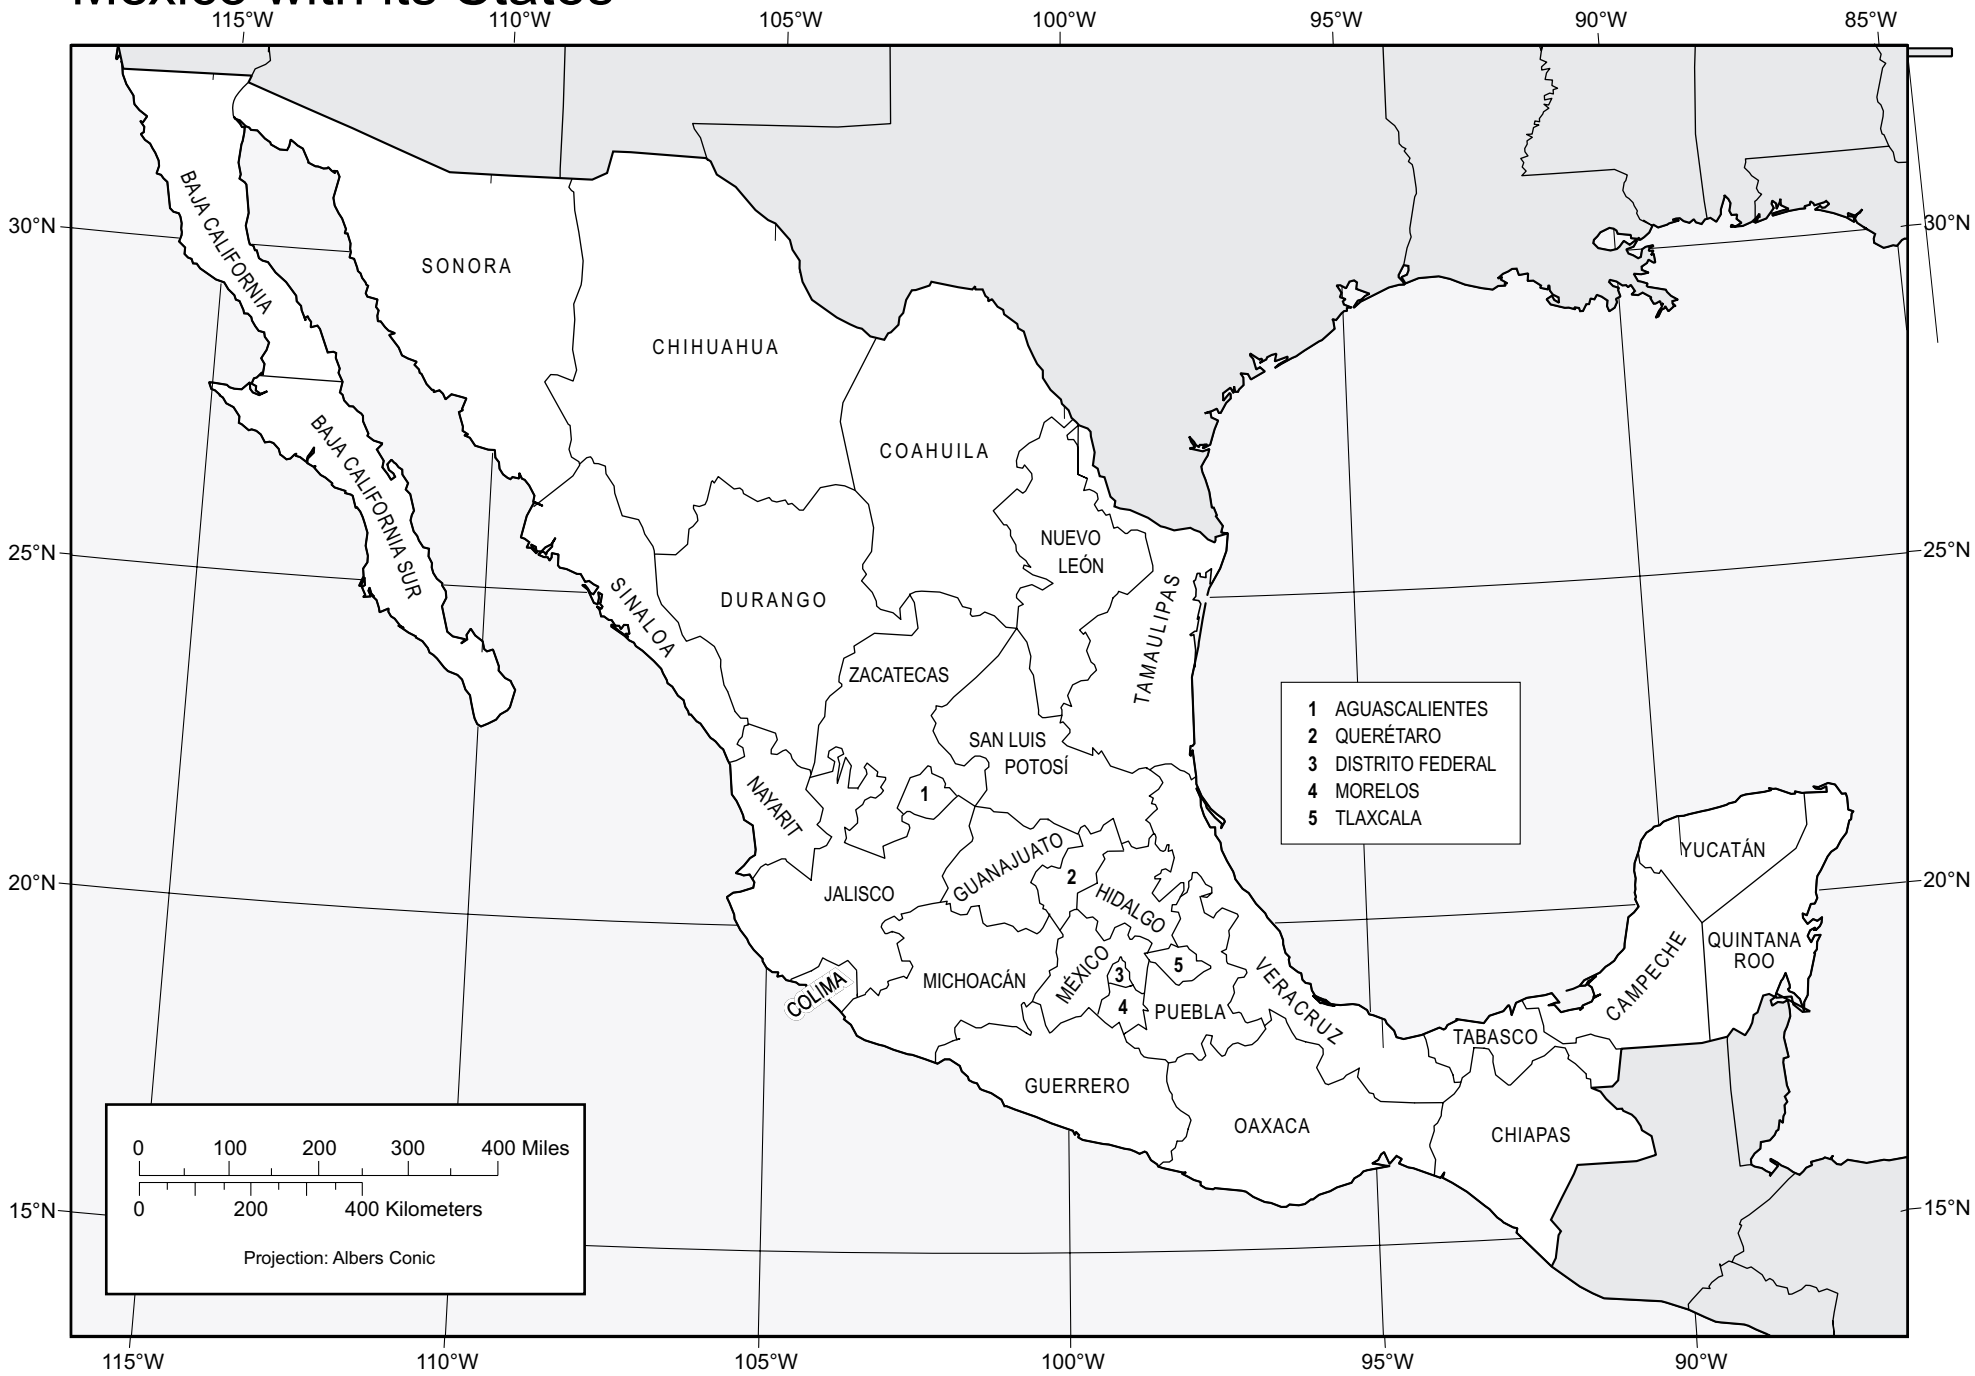 Mexico with its States
115°W 110°W 105°W 100°W 95°W 90°W 85°W
30°N
30°N
25°N
25°N
20°N
20°N
15°N
15°N
BAJA CALIFORNIA
SONORA
CHIHUAHUA
COAHUILA
BAJA CALIFORNIA SUR
NUEVO
LEÓN
SINALOA
DURANGO
TAMAULIPAS
ZACATECAS
SAN LUIS
POTOSÍ
NAYARIT
1
1 AGUASCALIENTES
2 QUERÉTARO
3 DISTRITO FEDERAL
4 MORELOS
5 TLAXCALA
JALISCO
GUANAJUATO
2
HIDALGO
YUCATÁN
QUINTANA
ROO
CAMPECHE
COLIMA
MICHOACÁN
MÉXICO
3
5
4
PUEBLA
VERACRUZ
TABASCO
GUERRERO
OAXACA
CHIAPAS
0 100 200 300 400 Miles
0 200 400 Kilometers
Projection: Albers Conic
115°W 110°W 105°W 100°W 95°W 90°W